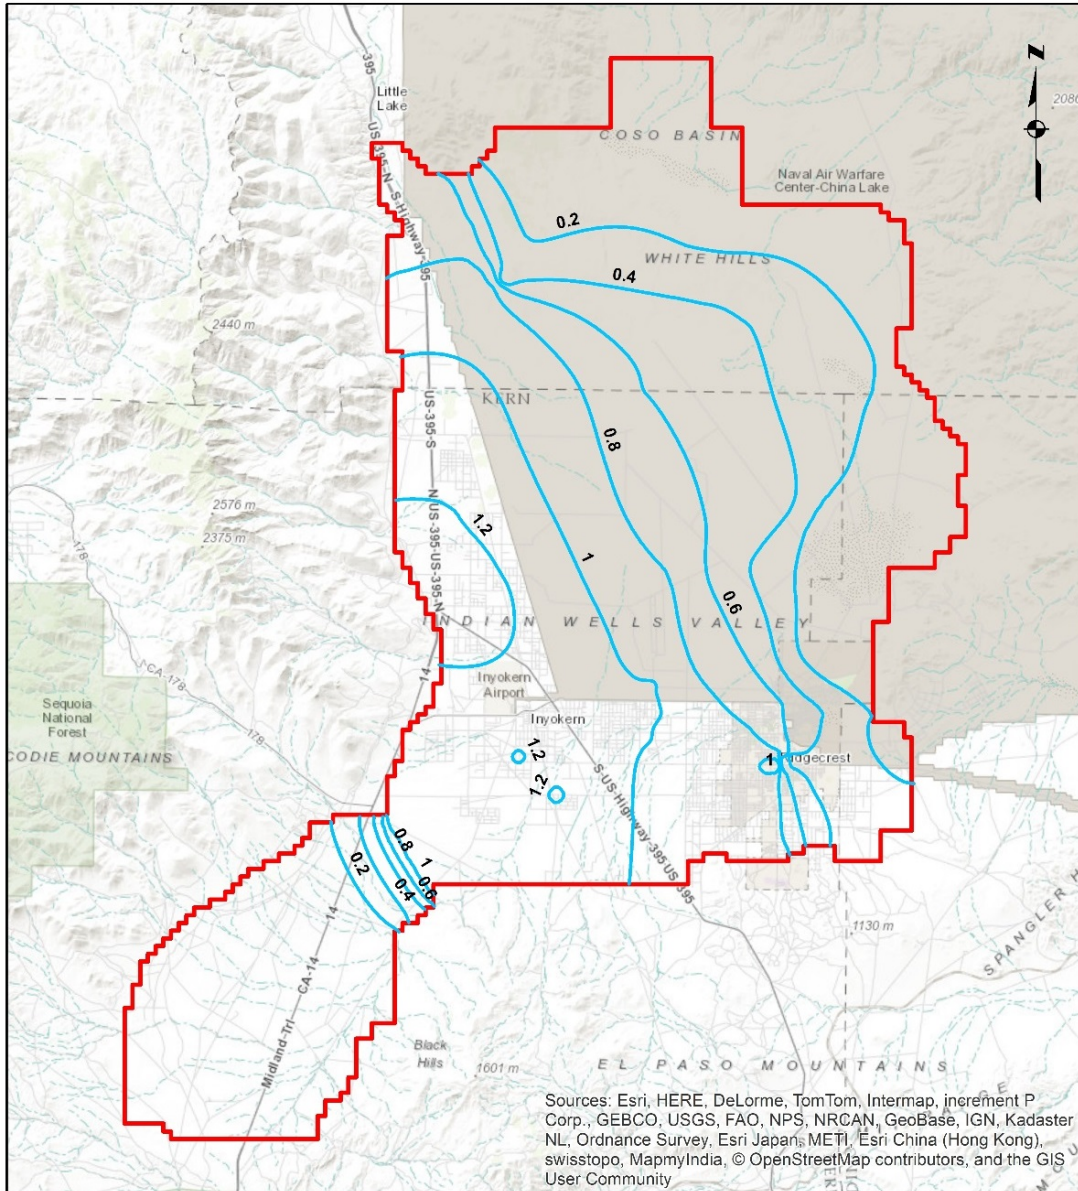 N
395
Little
Lake
US-395-N
S-Highway-395
COSO BASIN
2086
Naval Air Warfare
Center-China Lake
0.2
WHITE HILLS
0.4
2440 m
KERN
US-395-S
0.8
2576 m
2375 m
1.2
N US-395-US-395-N
1
178
0.6
INDIAN WELLS VALLEY
CA-178
14
Inyokern
Airport
Sequoia
National
Forest
178
Inyokern
CODIE MOUNTAINS
1.2
1.2
1
Ridgecrest
S-US-Highway-395
US-395
0.8
1
0.2
0.4
0.6
14
CA-14
1130 m
SPANGLER H
Midland-Trl
Black
Hills
1601 m
EL PASO MOUNTAINS
Sources: Esri, HERE, DeLorme, TomTom, Intermap, increment P
Corp., GEBCO, USGS, FAO, NPS, NRCAN, GeoBase, IGN, Kadaster
NL, Ordnance Survey, Esri Japan, METI, Esri China (Hong Kong),
swisstopo, MapmyIndia, © OpenStreetMap contributors, and the GIS
User Community